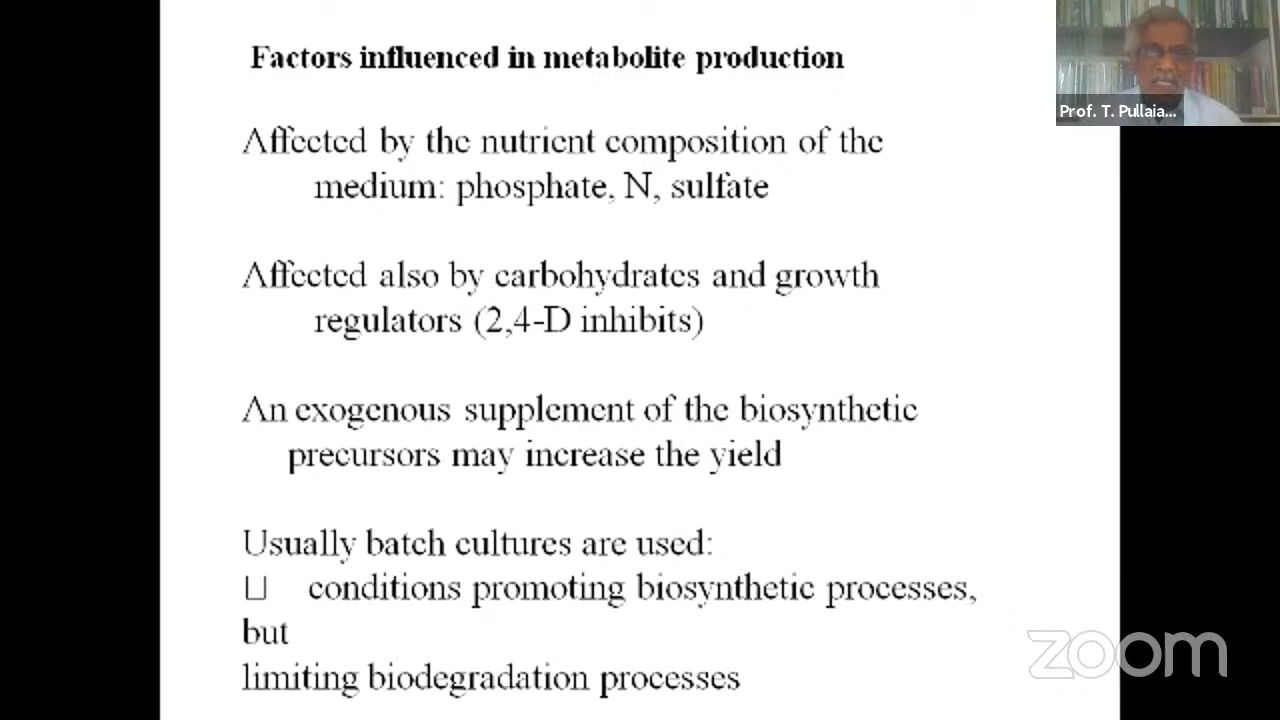 Factors influenced in metabolite production
Prof. T. Pullaia...
Affected by the nutrient composition of the
medium: phosphate, N, sulfate
Affected also by carbohydrates and growth
regulators (2,4-D inhibits)
An exogenous supplement of the biosynthetic
precursors may increase the yield
Usually batch cultures are used:
conditions promoting biosynthetic processes,
but
limiting biodegradation processes
zoom